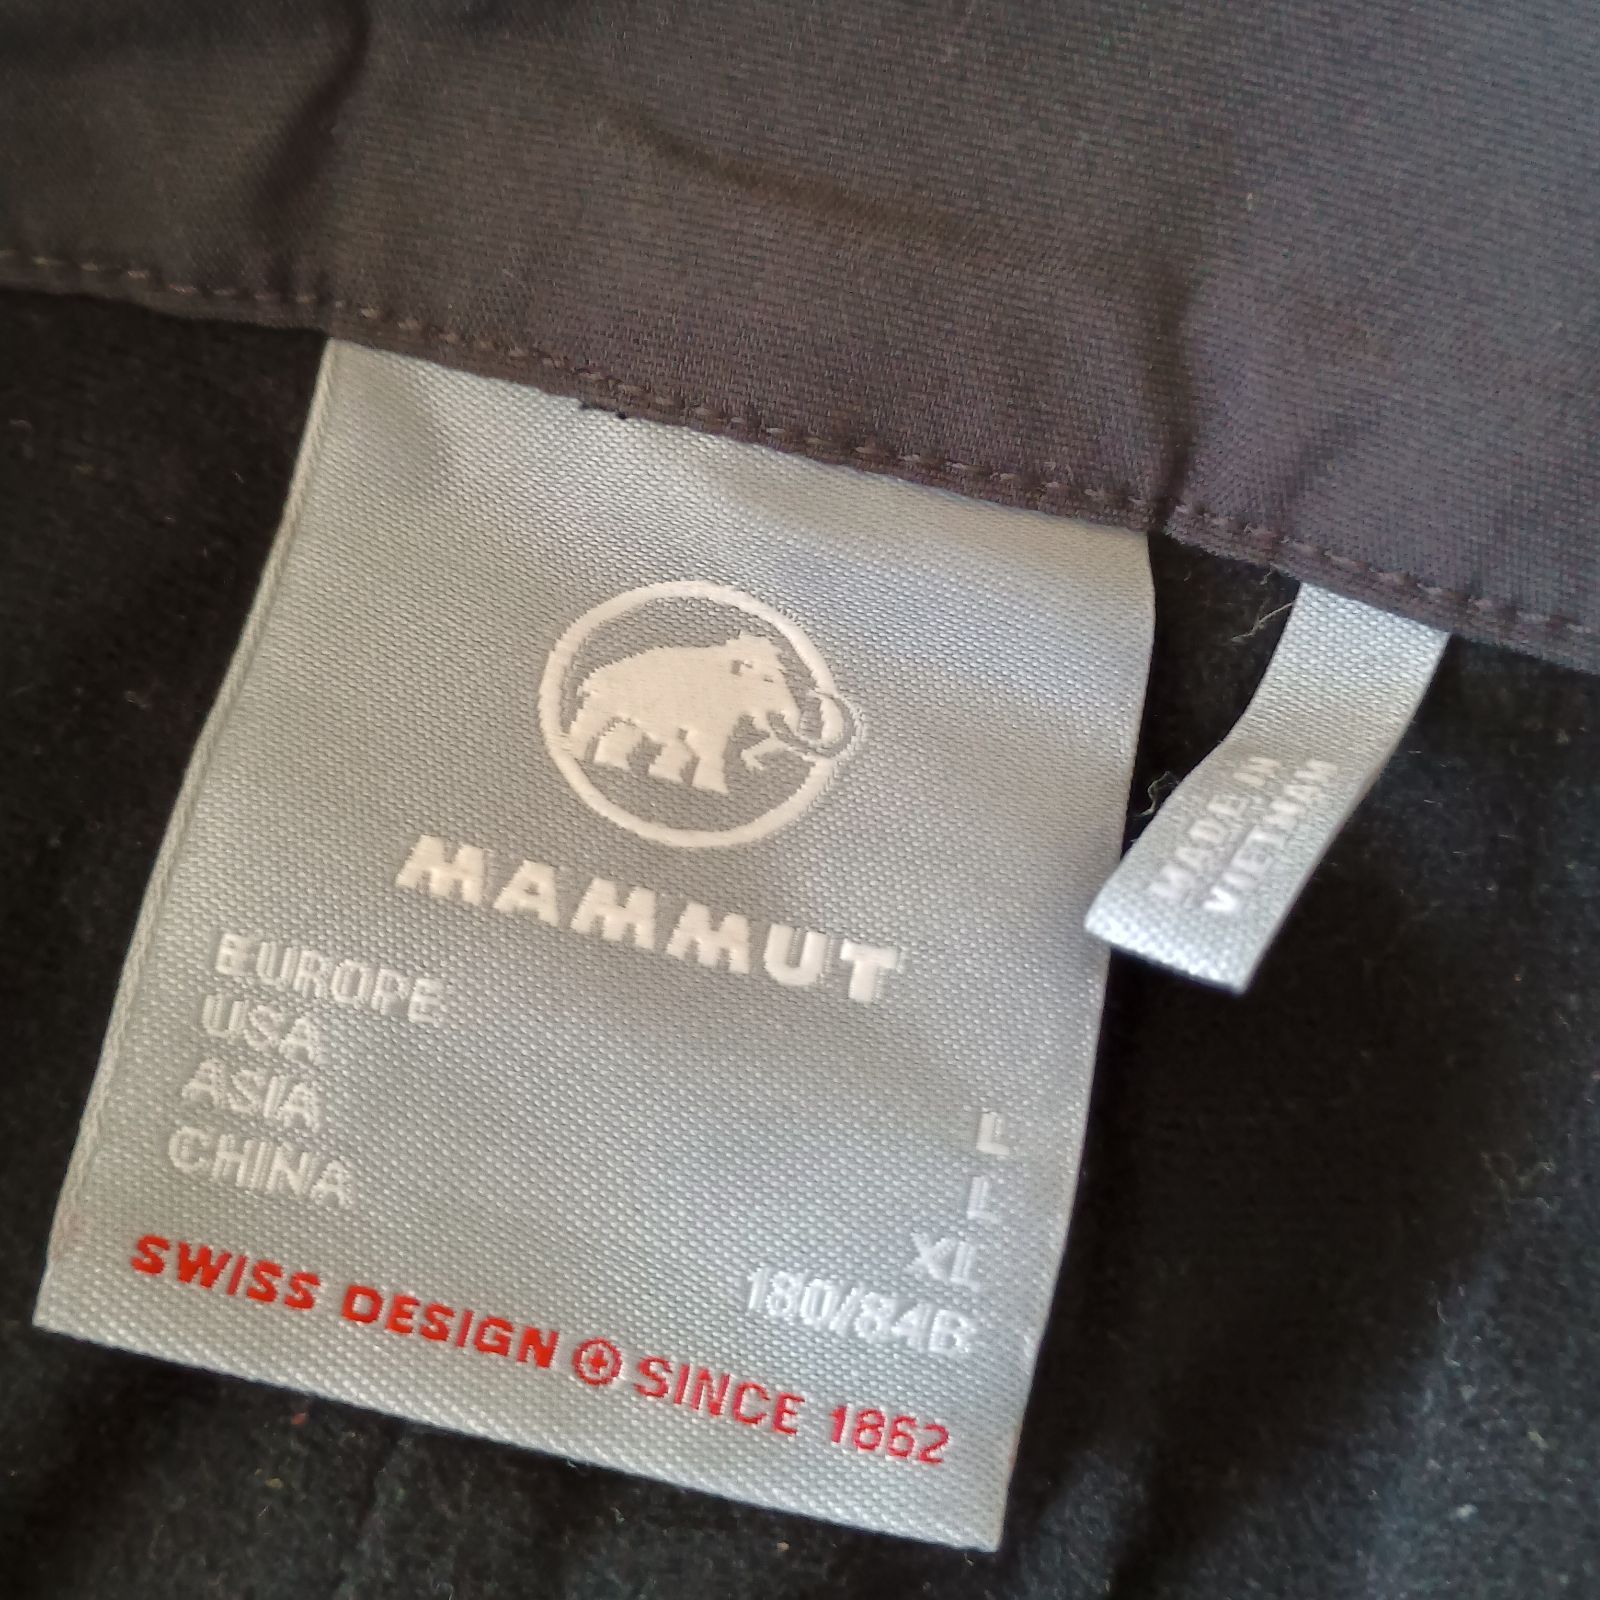 MAMMUT
EUROPE L
USA L
ASIA XL
CHINA 180/84B
SWISS DESIGN SINCE 1862
MADE IN
VIETNAM